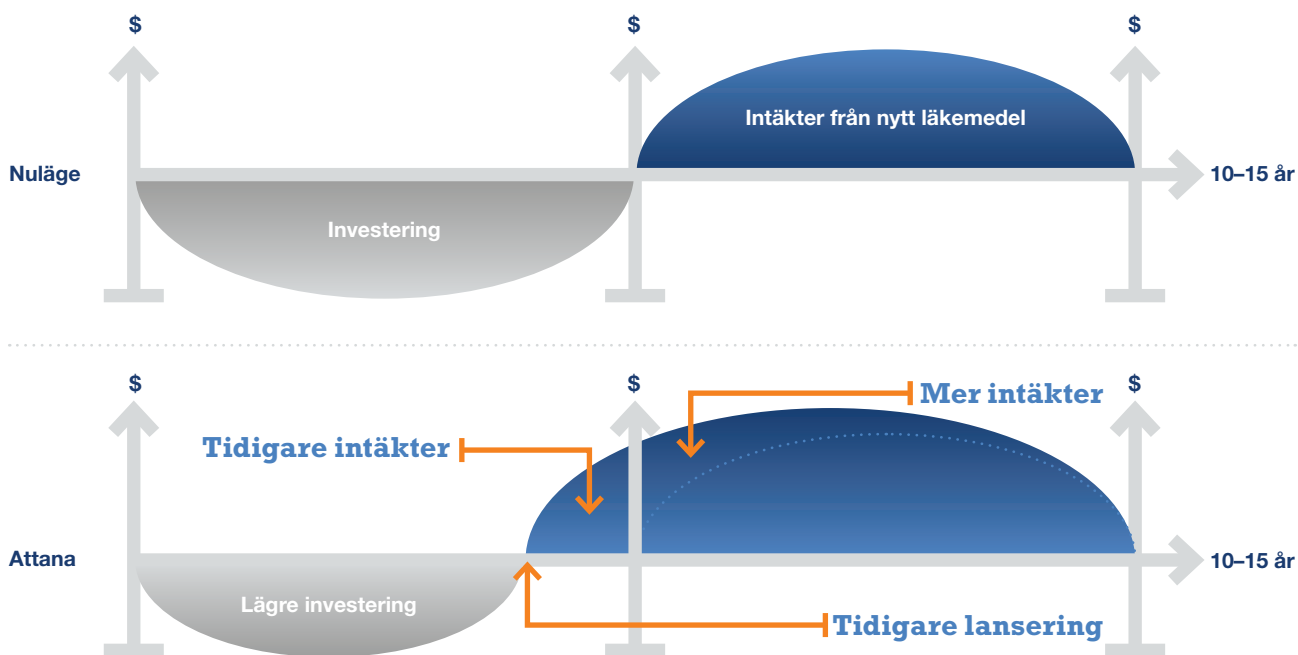 $ $ $
Intäkter från nytt läkemedel
Nuläge
10–15 år
Investering
$ $ $
Mer intäkter
Tidigare intäkter
Attana
10–15 år
Lägre investering
Tidigare lansering